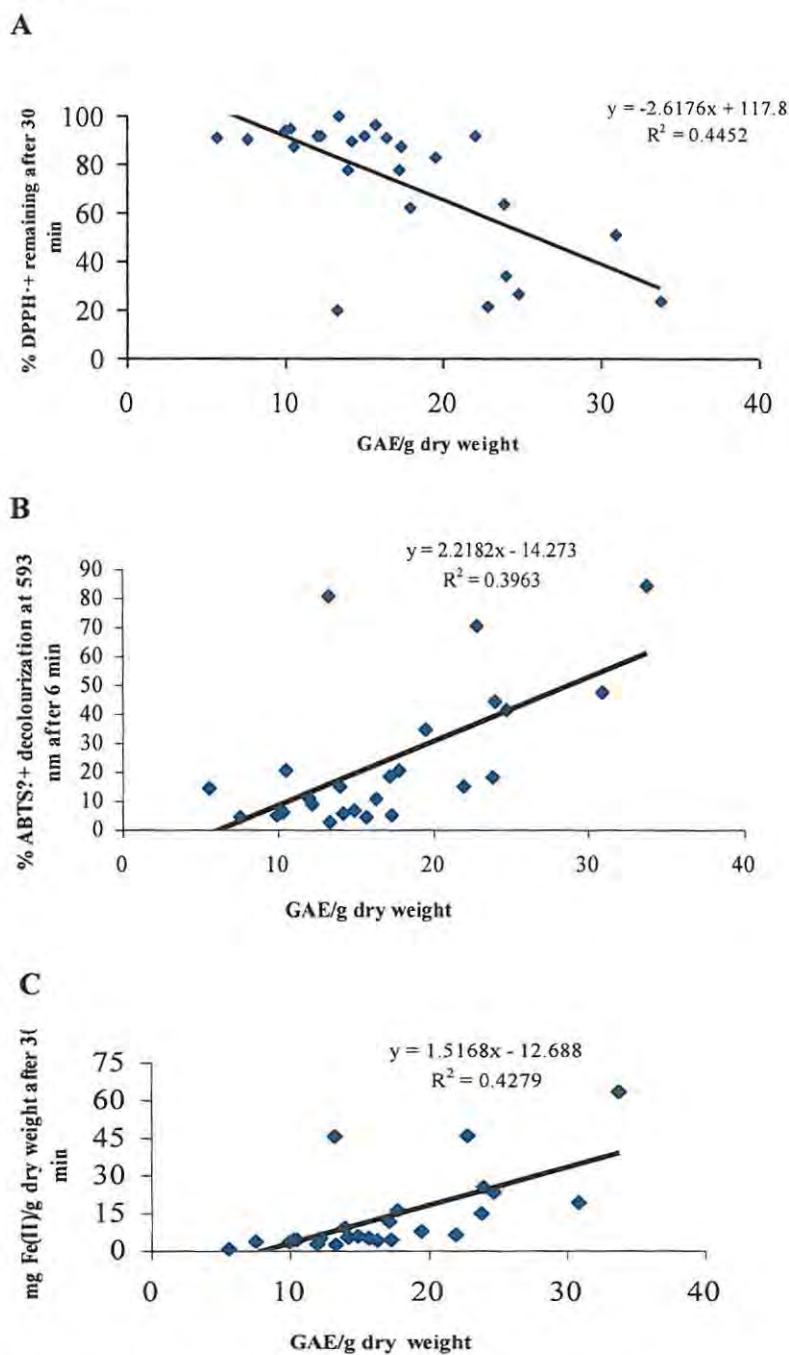 A
y = -2.6176x + 117.8
R² = 0.4452
% DPPH·+ remaining after 30
min
100
80
60
40
20
0
0 10 20 30 40
GAE/g dry weight
B
y = 2.2182x - 14.273
R² = 0.3963
% ABTS?+ decolourization at 593
nm after 6 min
90
80
70
60
50
40
30
20
10
0
0 10 20 30 40
GAE/g dry weight
C
y = 1.5168x - 12.688
R² = 0.4279
mg Fe(II)/g dry weight after 3(
min
75
60
45
30
15
0
0 10 20 30 40
GAE/g dry weight